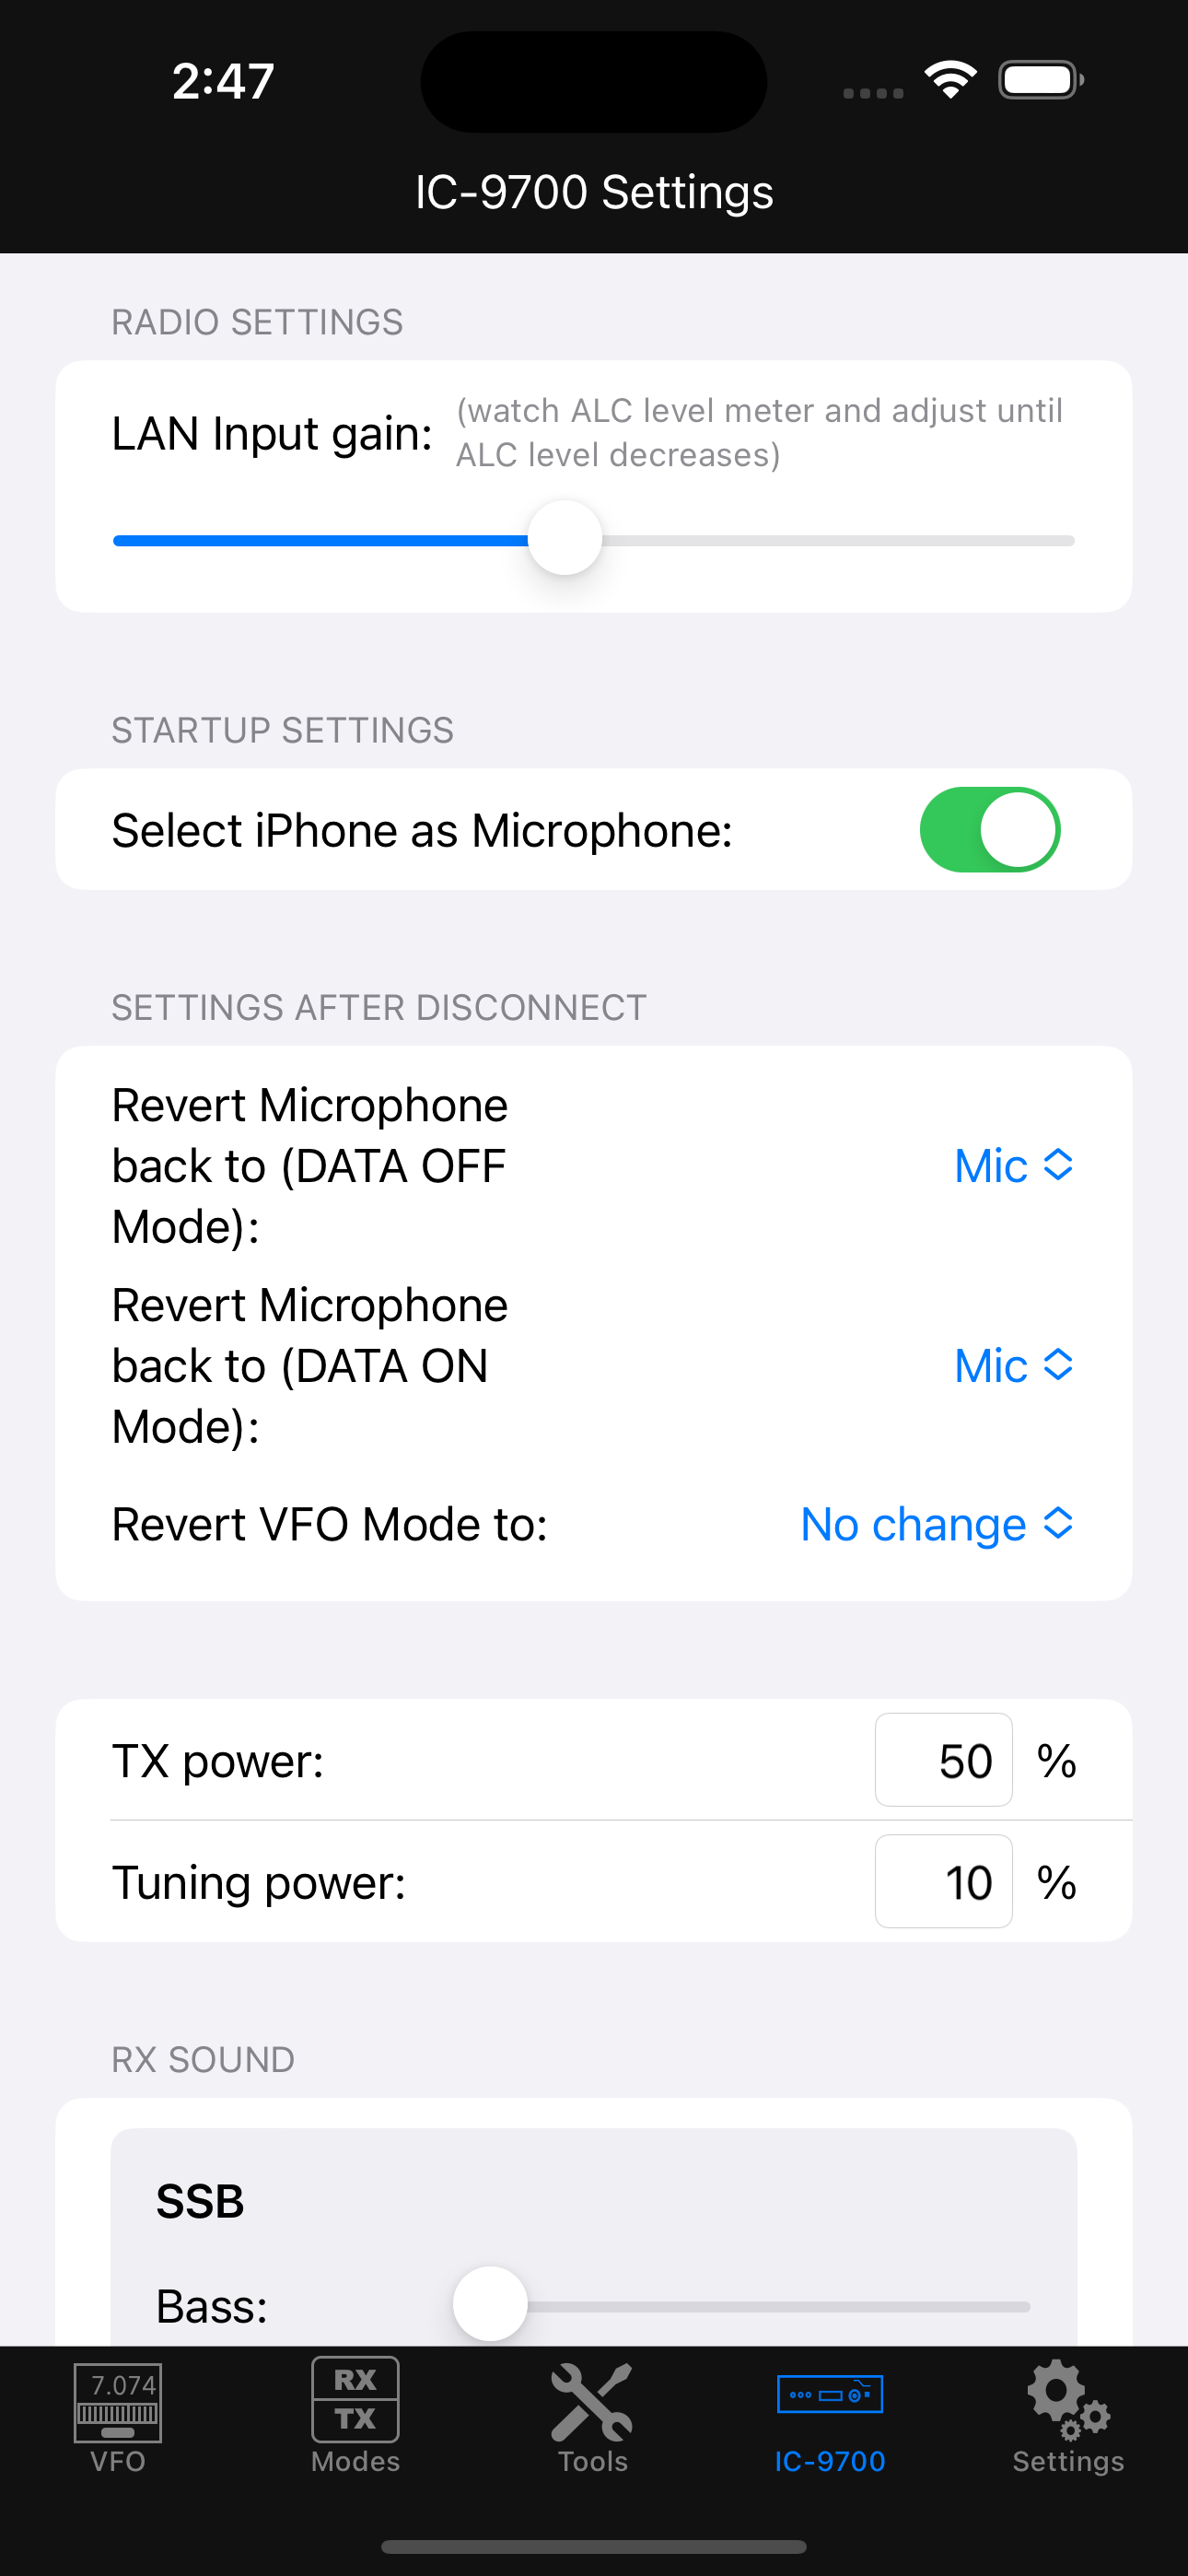 2:47
IC-9700 Settings
RADIO SETTINGS
LAN Input gain: (watch ALC level meter and adjust until
ALC level decreases)
STARTUP SETTINGS
Select iPhone as Microphone:
SETTINGS AFTER DISCONNECT
Revert Microphone
back to (DATA OFF
Mode):
Mic
Revert Microphone
back to (DATA ON
Mode):
Mic
Revert VFO Mode to: No change
TX power: 50 %
Tuning power: 10 %
RX SOUND
SSB
Bass:
7.074
VFO
RX
TX
Modes
Tools
IC-9700
Settings